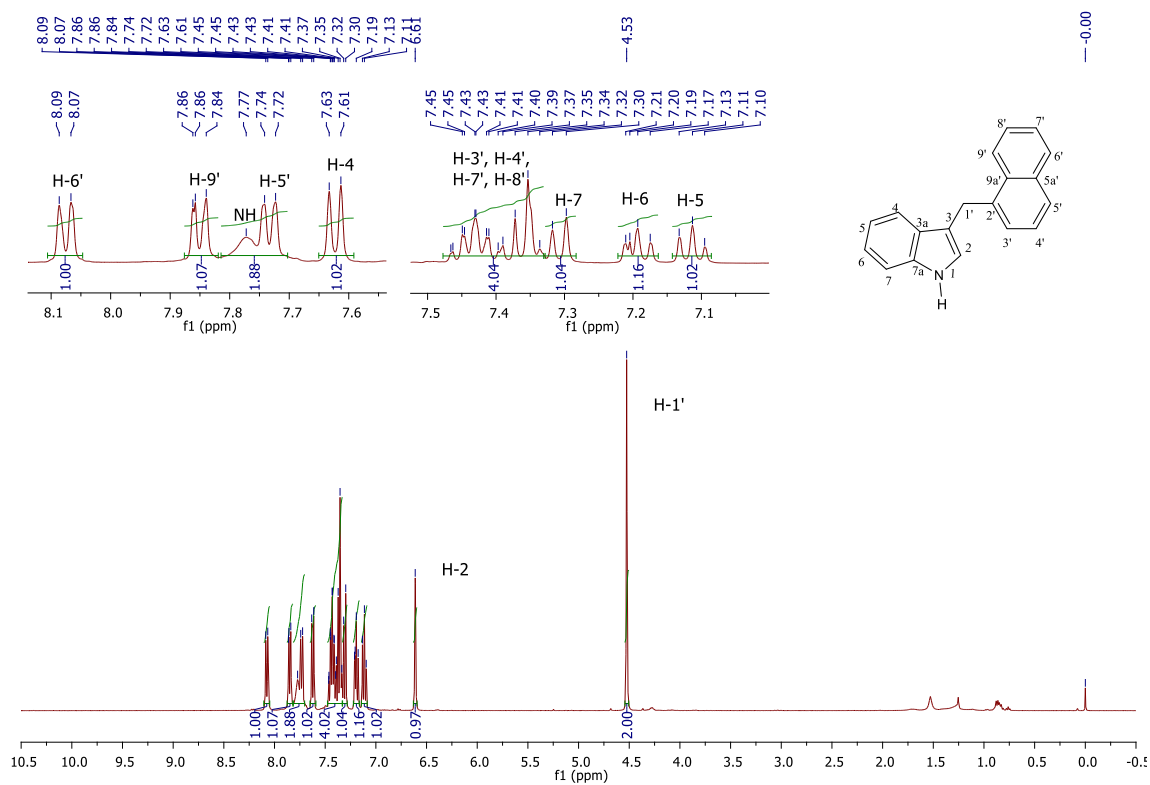 8.09 8.07 7.86 7.86 7.84 7.74 7.72 7.63 7.61 7.45 7.45 7.43 7.43 7.41 7.41 7.37 7.35 7.32 7.30 7.19 7.13 7.11 6.61 4.53 -0.00
8.09 8.07 7.86 7.86 7.84 7.77 7.74 7.72 7.63 7.61
7.45 7.45 7.43 7.43 7.41 7.41 7.40 7.39 7.37 7.35 7.34 7.32 7.30 7.21 7.20 7.19 7.17 7.13 7.11 7.10
H-6' H-9' NH H-5' H-4
H-3', H-4',
H-7', H-8'
H-7 H-6 H-5
1.00 1.07 1.88 1.02
4.04 1.04 1.16 1.02
8.1 8.0 7.9 7.8 7.7 7.6
f1 (ppm)
7.5 7.4 7.3 7.2 7.1
f1 (ppm)
8' 7'
9' 6'
9a' 5a'
1' 2' 5'
3' 4'
4 3 3a
5
6 7a 2
7 1
N
H
H-1'
H-2
1.00 1.07 1.88 1.02 4.02 1.04 1.16 1.02 0.97 2.00
10.5 10.0 9.5 9.0 8.5 8.0 7.5 7.0 6.5 6.0 5.5 5.0 4.5 4.0 3.5 3.0 2.5 2.0 1.5 1.0 0.5 0.0
f1 (ppm)